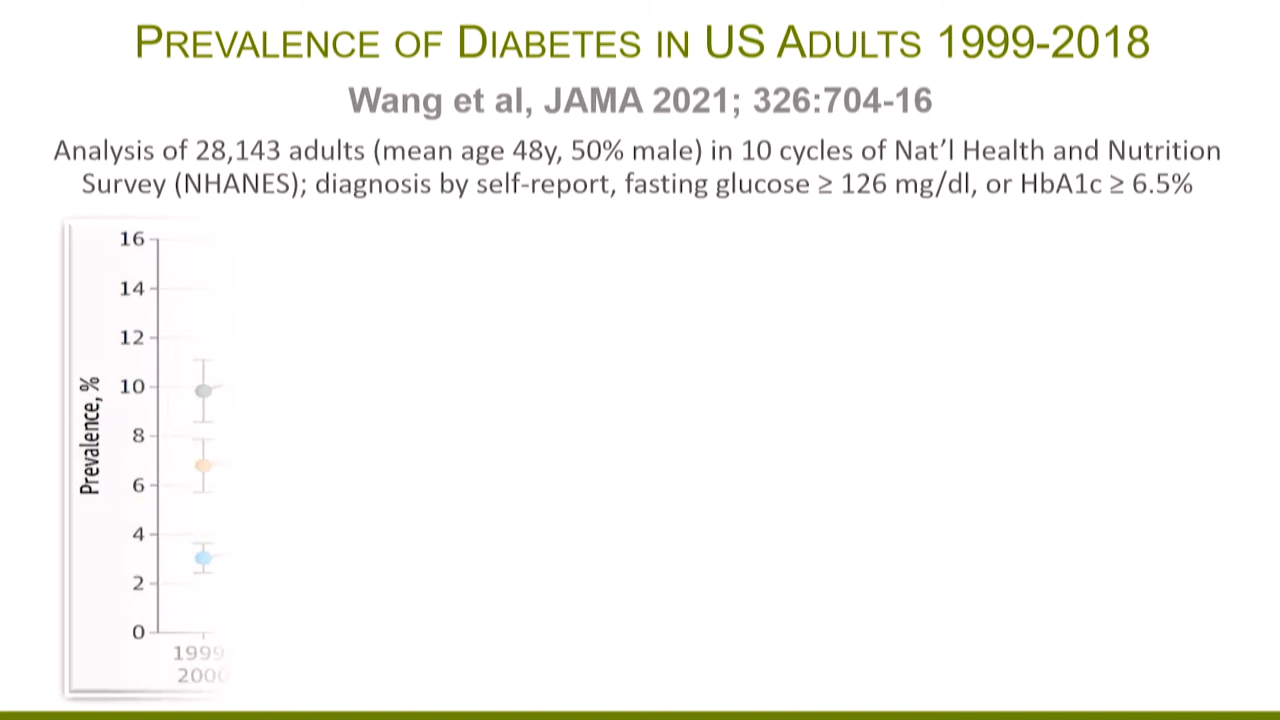 PREVALENCE OF DIABETES IN US ADULTS 1999-2018
Wang et al, JAMA 2021; 326:704-16
Analysis of 28,143 adults (mean age 48y, 50% male) in 10 cycles of Nat’l Health and Nutrition
Survey (NHANES); diagnosis by self-report, fasting glucose ≥ 126 mg/dl, or HbA1c ≥ 6.5%
16
14
12
10
8
6
4
2
0
Prevalence, %
1999
2000